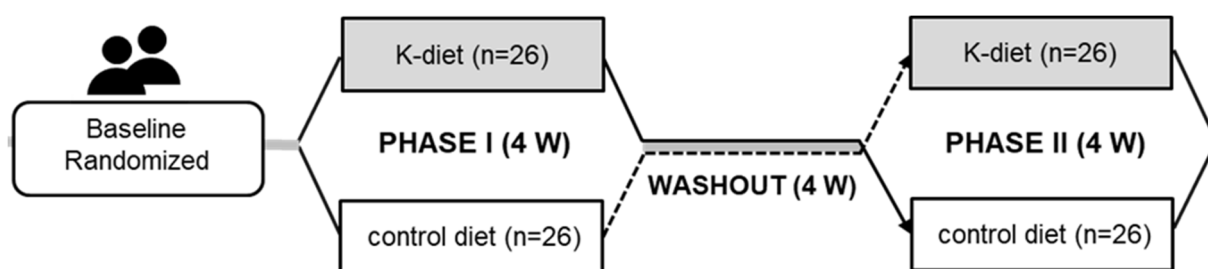 Baseline
Randomized
K-diet (n=26)
PHASE I (4 W)
control diet (n=26)
WASHOUT (4 W)
K-diet (n=26)
PHASE II (4 W)
control diet (n=26)